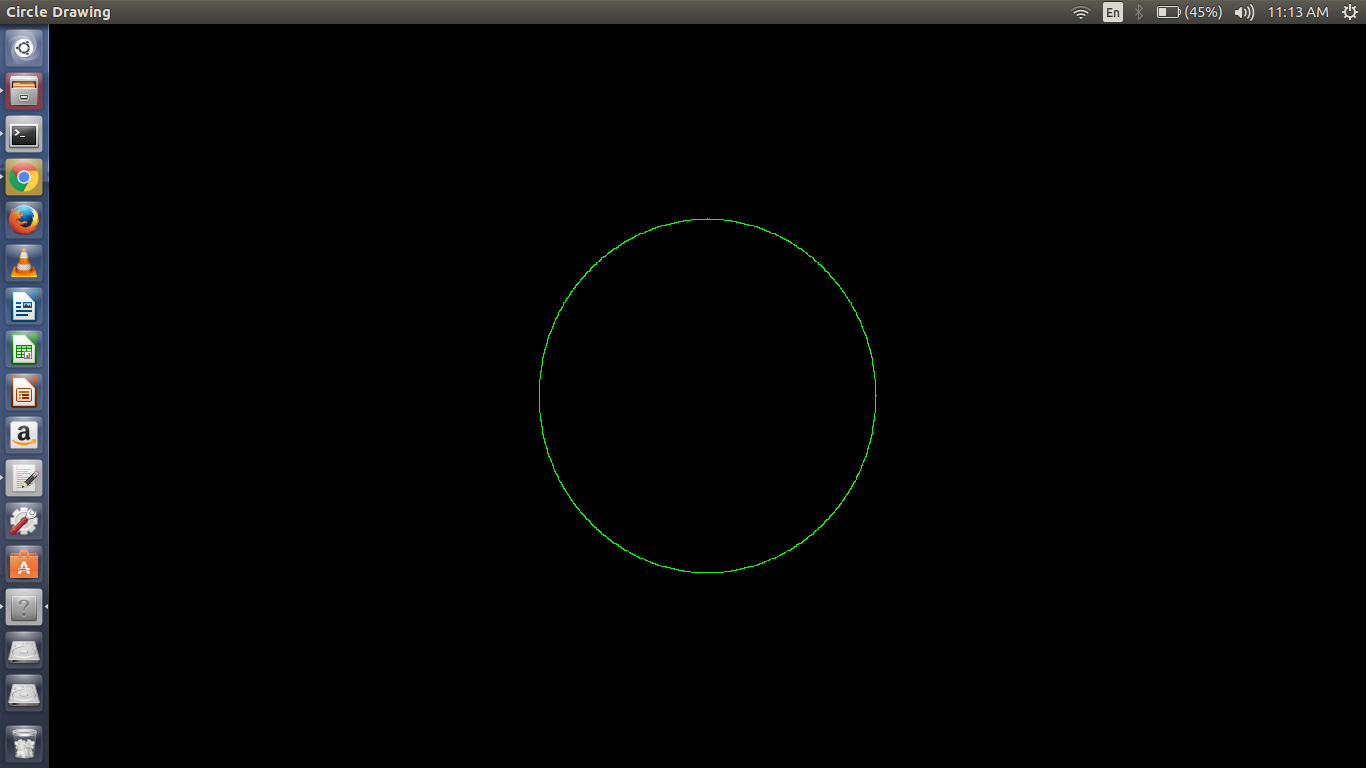 Circle Drawing
En (45%) 11:13 AM
>_
a
A
?